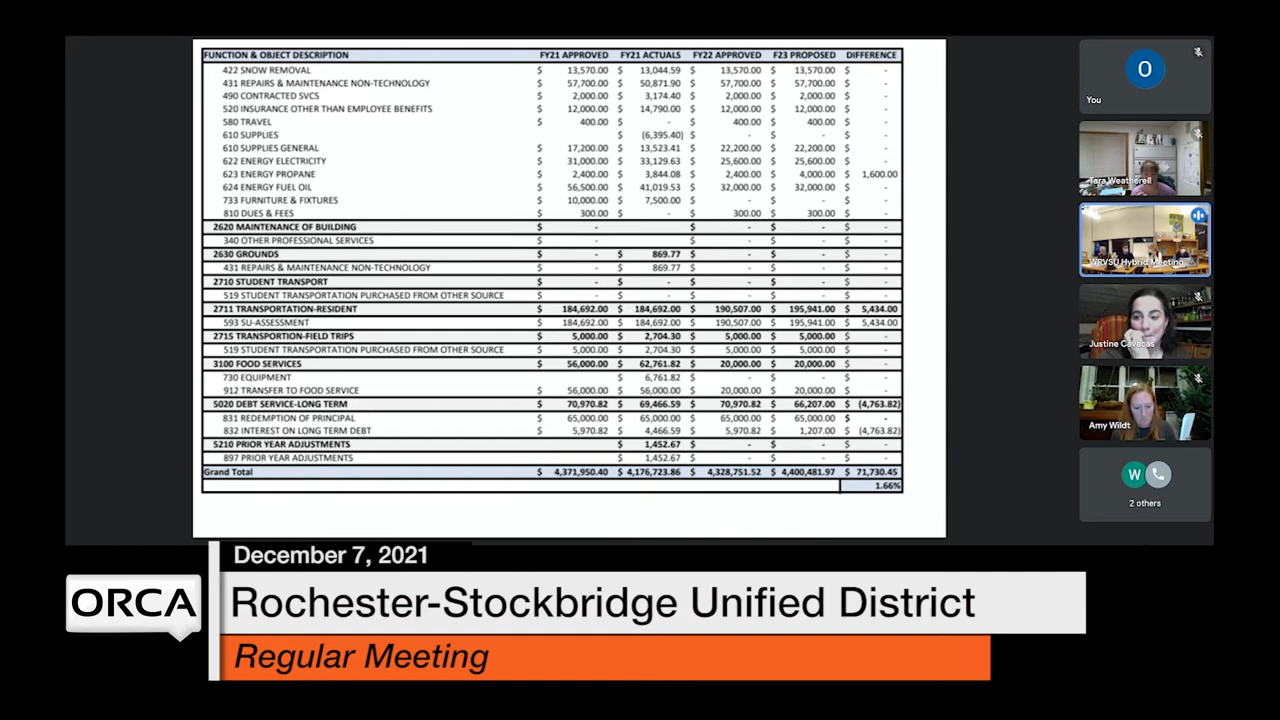 FUNCTION & OBJECT DESCRIPTION FY21 APPROVED FY21 ACTUALS FY22 APPROVED F23 PROPOSED DIFFERENCE
422 SNOW REMOVAL $ 13,570.00 $ 13,044.59 $ 13,570.00 $ 13,570.00 $ -
431 REPAIRS & MAINTENANCE NON-TECHNOLOGY $ 57,700.00 $ 50,871.90 $ 57,700.00 $ 57,700.00 $ -
490 CONTRACTED SVCS $ 2,000.00 $ 3,174.40 $ 2,000.00 $ 2,000.00 $ -
520 INSURANCE OTHER THAN EMPLOYEE BENEFITS $ 12,000.00 $ 14,790.00 $ 12,000.00 $ 12,000.00 $ -
580 TRAVEL $ 400.00 $ - $ 400.00 $ 400.00 $ -
610 SUPPLIES $ (6,395.40) $ - $ - $ -
610 SUPPLIES GENERAL $ 17,200.00 $ 13,523.41 $ 22,200.00 $ 22,200.00 $ -
622 ENERGY ELECTRICITY $ 31,000.00 $ 33,129.63 $ 25,600.00 $ 25,600.00 $ -
623 ENERGY PROPANE $ 2,400.00 $ 3,844.08 $ 2,400.00 $ 4,000.00 $ 1,600.00
624 ENERGY FUEL OIL $ 56,500.00 $ 41,019.53 $ 32,000.00 $ 32,000.00 $ -
733 FURNITURE & FIXTURES $ 10,000.00 $ 7,500.00 $ - $ - $ -
810 DUES & FEES $ 300.00 $ - $ 300.00 $ 300.00 $ -
2620 MAINTENANCE OF BUILDING $ - $ - $ - $ -
340 OTHER PROFESSIONAL SERVICES $ - $ - $ - $ -
2630 GROUNDS $ - $ 869.77 $ - $ - $ -
431 REPAIRS & MAINTENANCE NON-TECHNOLOGY $ - $ 869.77 $ - $ - $ -
2710 STUDENT TRANSPORT $ - $ - $ - $ - $ -
519 STUDENT TRANSPORTATION PURCHASED FROM OTHER SOURCE $ - $ - $ - $ - $ -
2711 TRANSPORTATION-RESIDENT $ 184,692.00 $ 184,692.00 $ 190,507.00 $ 195,941.00 $ 5,434.00
593 SU-ASSESSMENT $ 184,692.00 $ 184,692.00 $ 190,507.00 $ 195,941.00 $ 5,434.00
2715 TRANSPORTION-FIELD TRIPS $ 5,000.00 $ 2,704.30 $ 5,000.00 $ 5,000.00 $ -
519 STUDENT TRANSPORTATION PURCHASED FROM OTHER SOURCE $ 5,000.00 $ 2,704.30 $ 5,000.00 $ 5,000.00 $ -
3100 FOOD SERVICES $ 56,000.00 $ 62,761.82 $ 20,000.00 $ 20,000.00 $ -
730 EQUIPMENT $ 6,761.82 $ - $ - $ -
912 TRANSFER TO FOOD SERVICE $ 56,000.00 $ 56,000.00 $ 20,000.00 $ 20,000.00 $ -
5020 DEBT SERVICE-LONG TERM $ 70,970.82 $ 69,466.59 $ 70,970.82 $ 66,207.00 $ (4,763.82)
831 REDEMPTION OF PRINCIPAL $ 65,000.00 $ 65,000.00 $ 65,000.00 $ 65,000.00 $ -
832 INTEREST ON LONG TERM DEBT $ 5,970.82 $ 4,466.59 $ 5,970.82 $ 1,207.00 $ (4,763.82)
5210 PRIOR YEAR ADJUSTMENTS $ 1,452.67 $ - $ - $ -
897 PRIOR YEAR ADJUSTMENTS $ 1,452.67 $ - $ - $ -
Grand Total $ 4,371,950.40 $ 4,176,723.86 $ 4,328,751.52 $ 4,400,481.97 $ 71,730.45
1.66%
O
You
Tara Weatherell
WRVSU Hybrid Meeting
Justine Cavacas
Amy Wildt
W
2 others
December 7, 2021
ORCA
Rochester-Stockbridge Unified District
Regular Meeting